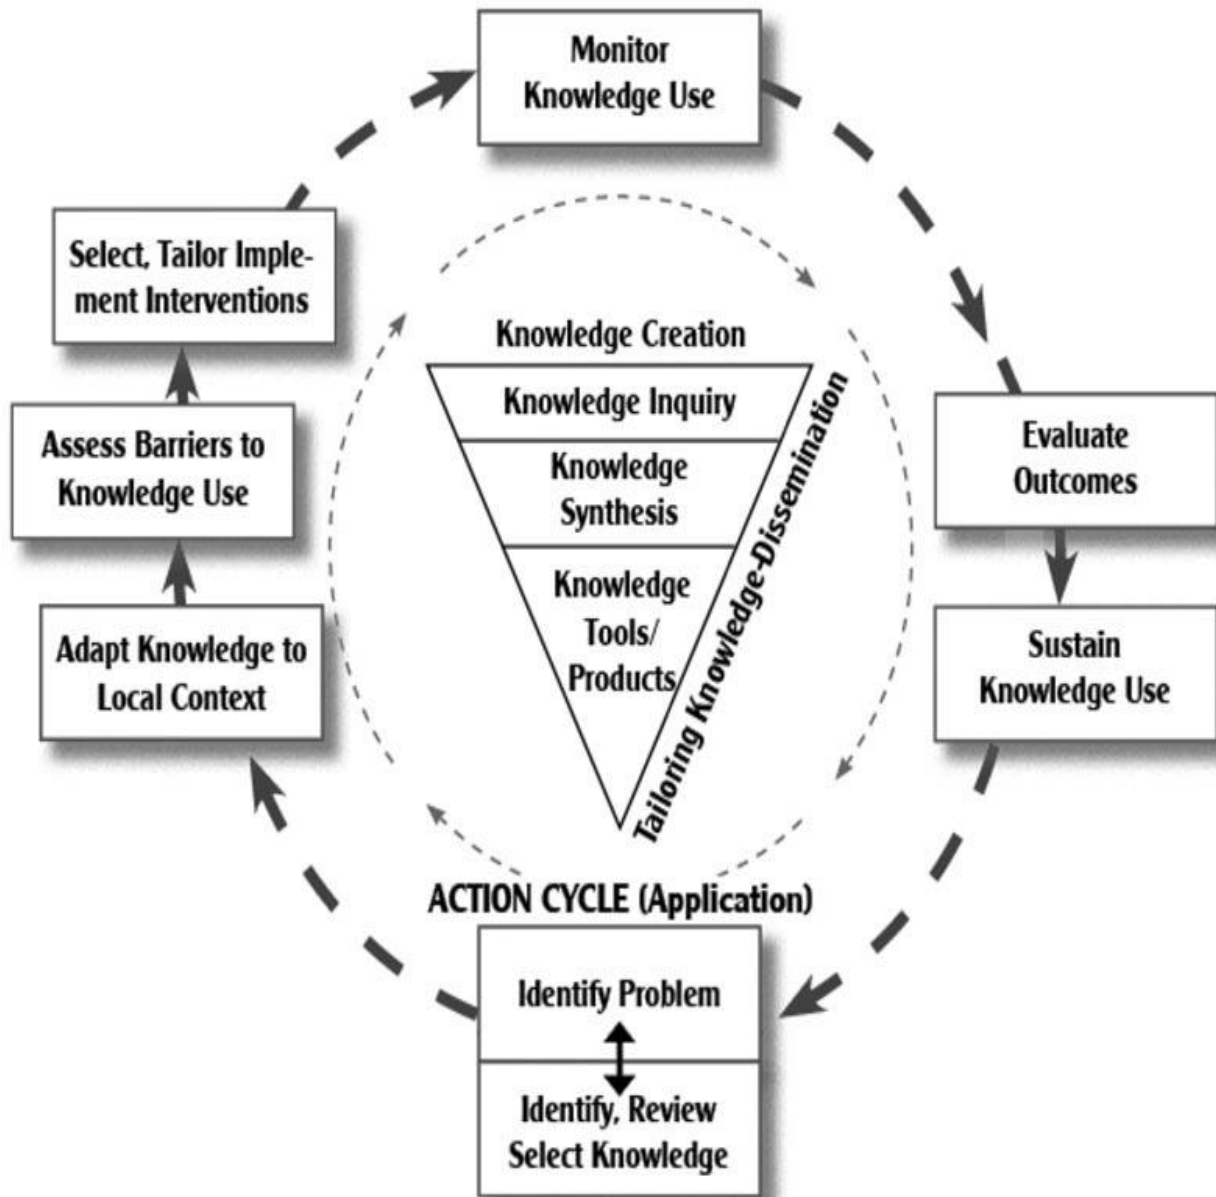 Monitor
Knowledge Use
Select, Tailor Imple-
ment Interventions
Knowledge Creation
Knowledge Inquiry
Assess Barriers to
Knowledge Use
Knowledge
Synthesis
Evaluate
Outcomes
Tailoring Knowledge-Dissemination
Knowledge
Tools/
Products
Adapt Knowledge to
Local Context
Sustain
Knowledge Use
ACTION CYCLE (Application)
Identify Problem
Identify, Review
Select Knowledge